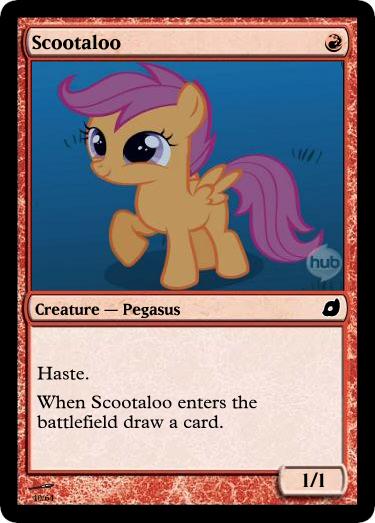 Scootaloo
hub
Creature — Pegasus
Haste.
When Scootaloo enters the
battlefield draw a card.
1/1